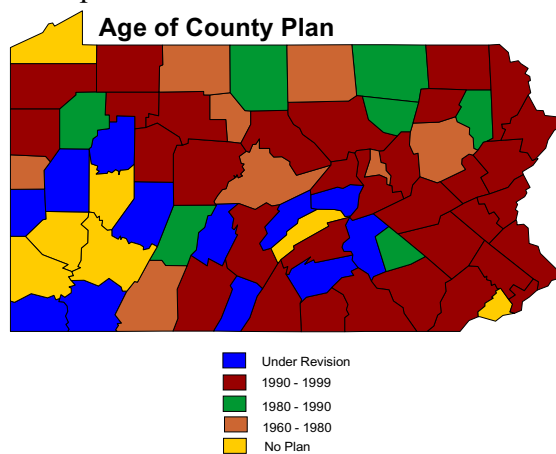 Age of County Plan
Under Revision
1990 - 1999
1980 - 1990
1960 - 1980
No Plan